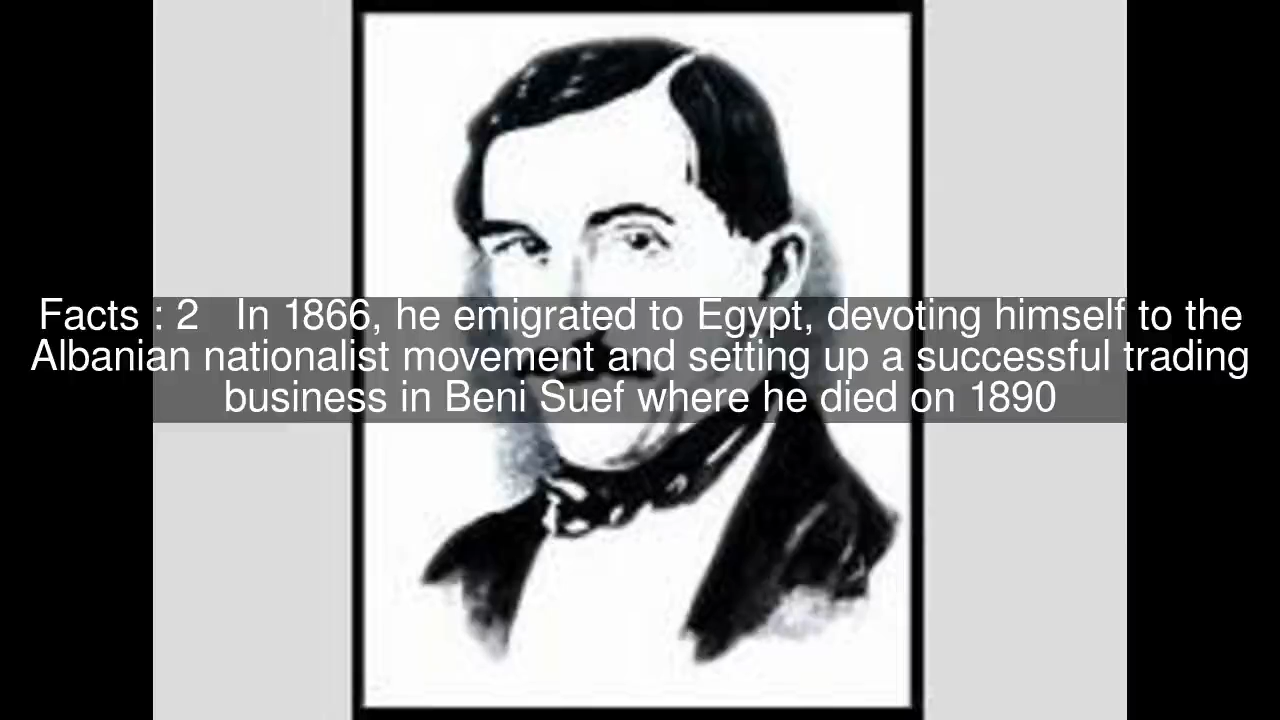 Facts : 2 In 1866, he emigrated to Egypt, devoting himself to the
Albanian nationalist movement and setting up a successful trading
business in Beni Suef where he died on 1890